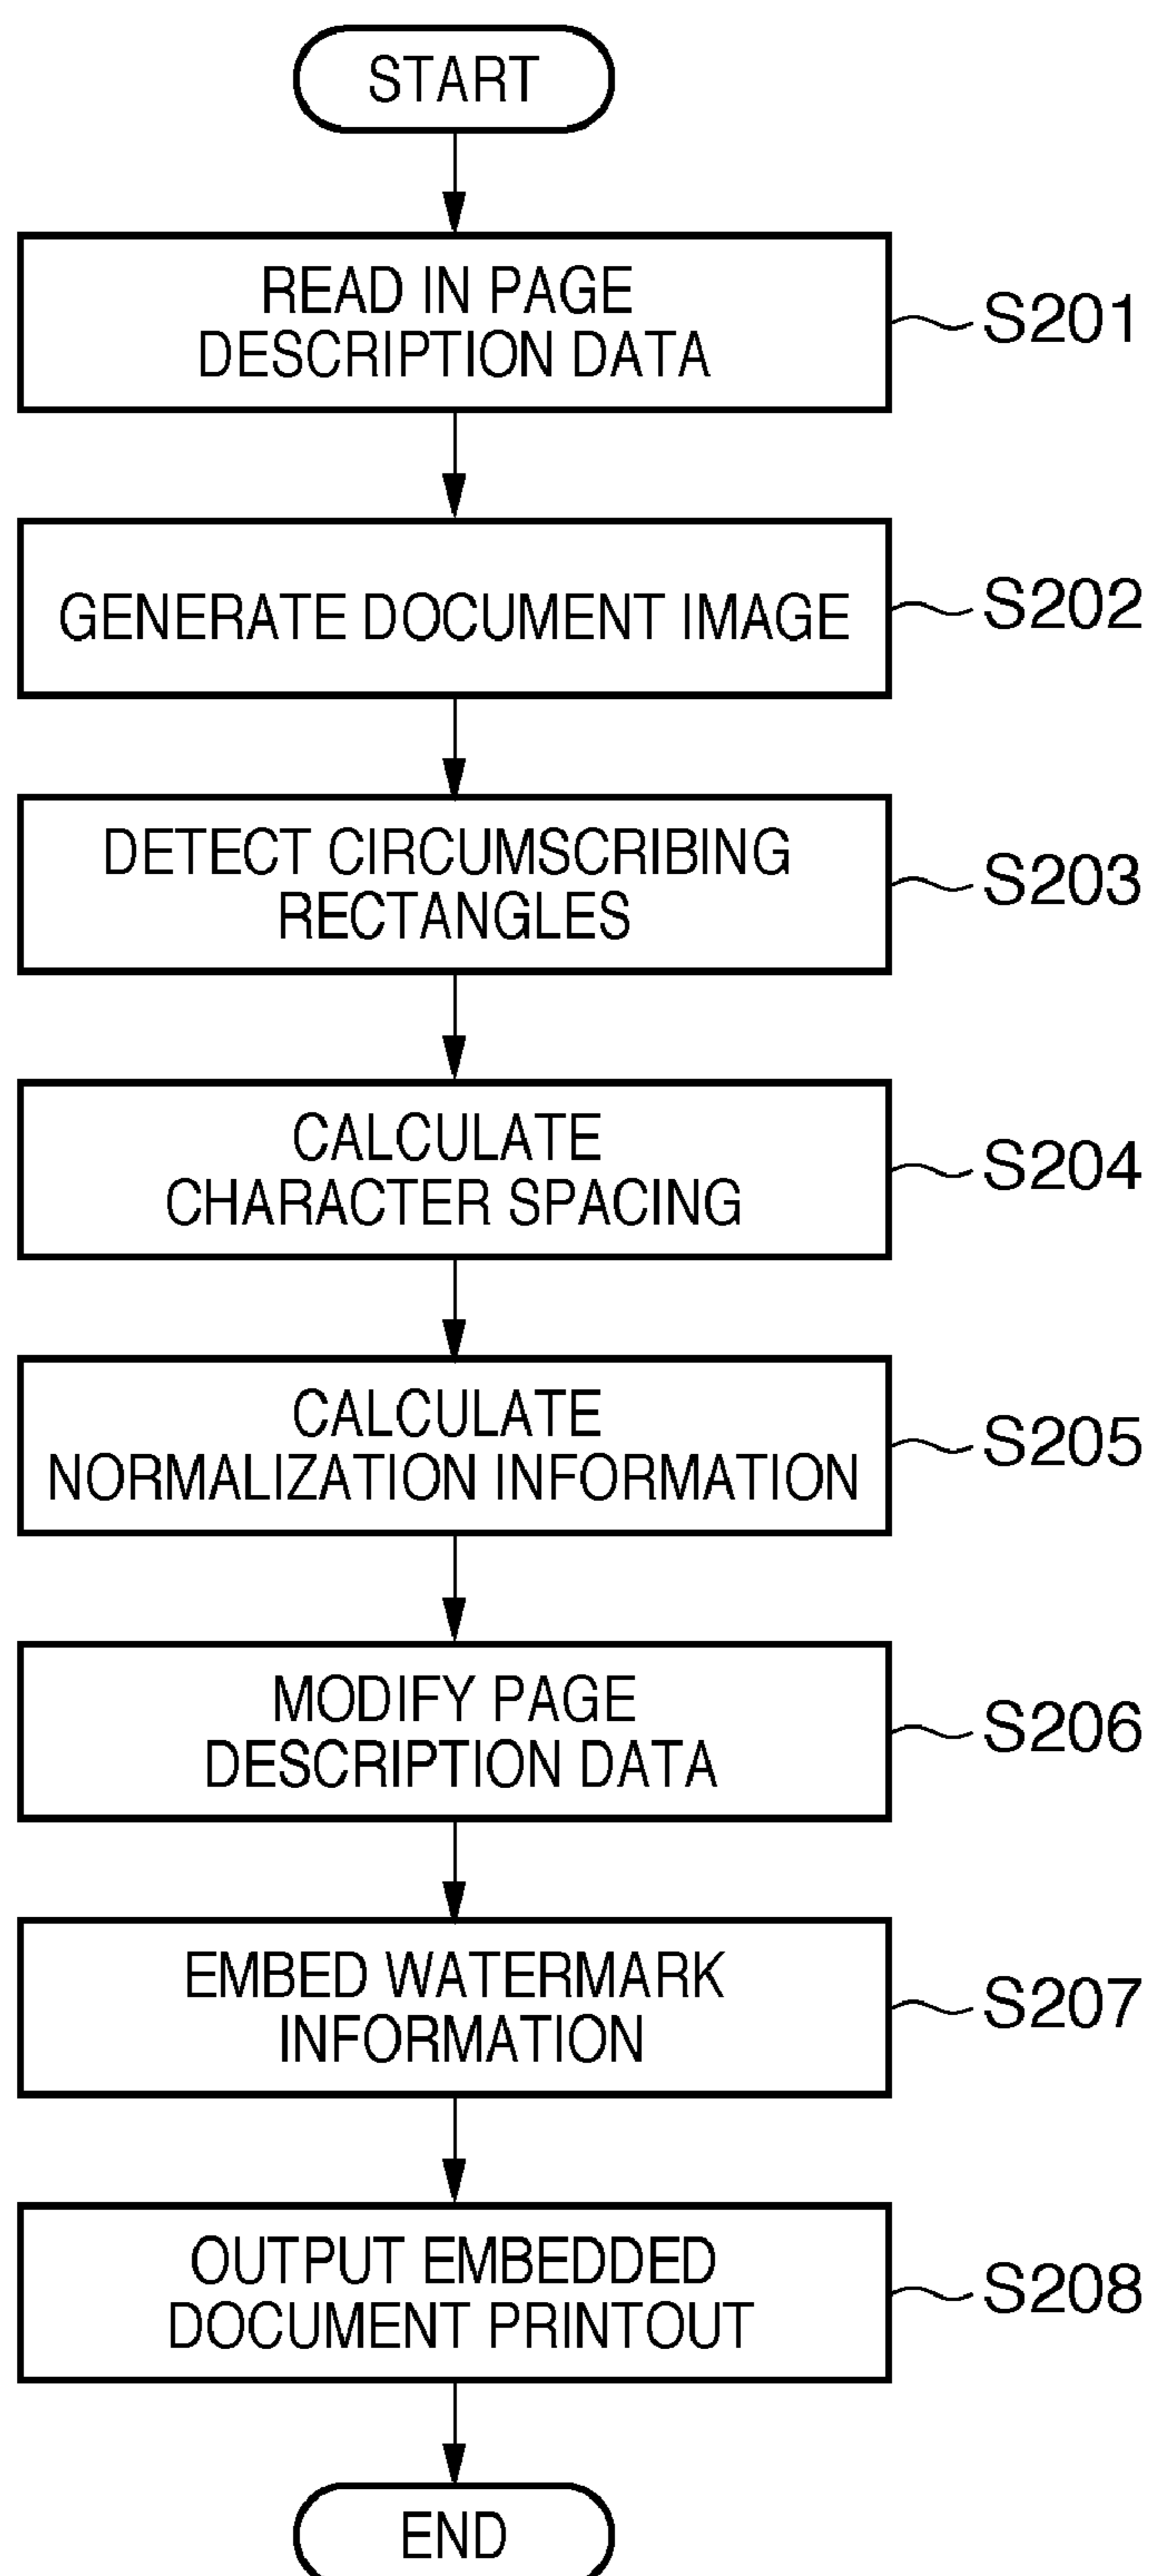 START
READ IN PAGE
DESCRIPTION DATA
S201
GENERATE DOCUMENT IMAGE
S202
DETECT CIRCUMSCRIBING
RECTANGLES
S203
CALCULATE
CHARACTER SPACING
S204
CALCULATE
NORMALIZATION INFORMATION
S205
MODIFY PAGE
DESCRIPTION DATA
S206
EMBED WATERMARK
INFORMATION
S207
OUTPUT EMBEDDED
DOCUMENT PRINTOUT
S208
END